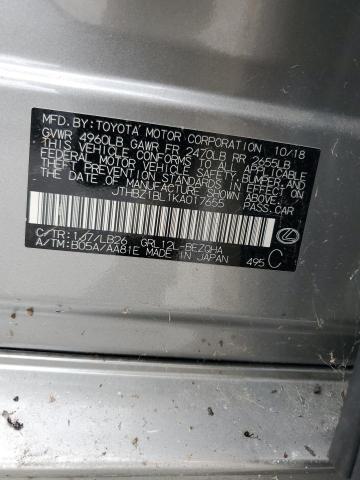 MFD.BY:TOYOTA MOTOR CORPORATION 10/18
GVWR 4960LB GAWR FR 2470LB RR 2655LB
THIS VEHICLE CONFORMS TO ALL APPLICABLE
FEDERAL MOTOR VEHICLE SAFETY, BUMPER, AND
THEFT PREVENTION STANDARDS IN EFFECT ON
THE DATE OF MANUFACTURE SHOWN ABOVE.
JTHBZ1BL1KA017665 PASS.CAR
C/TR:1J7/LB26 GRL12L-BEZQHA
A/TM:B05A/AA81E MADE IN JAPAN 495 C